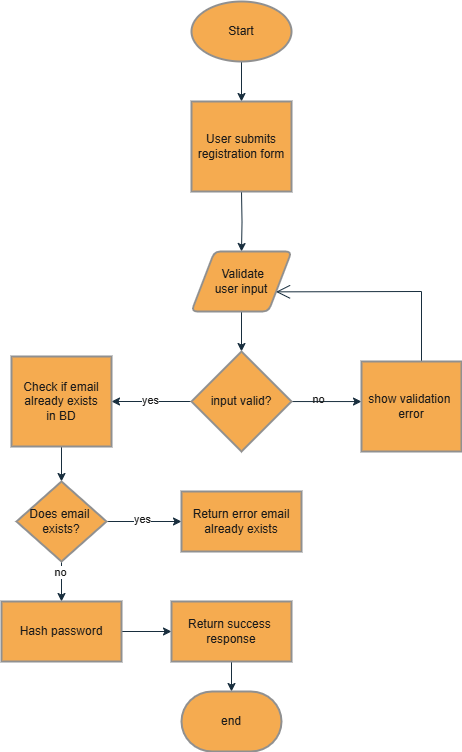 Start
User submits
registration form
Validate
user input
input valid?
yes
no
Check if email
already exists
in BD
show validation
error
Does email
exists?
yes
Return error email
already exists
no
Hash password
Return success
response
end